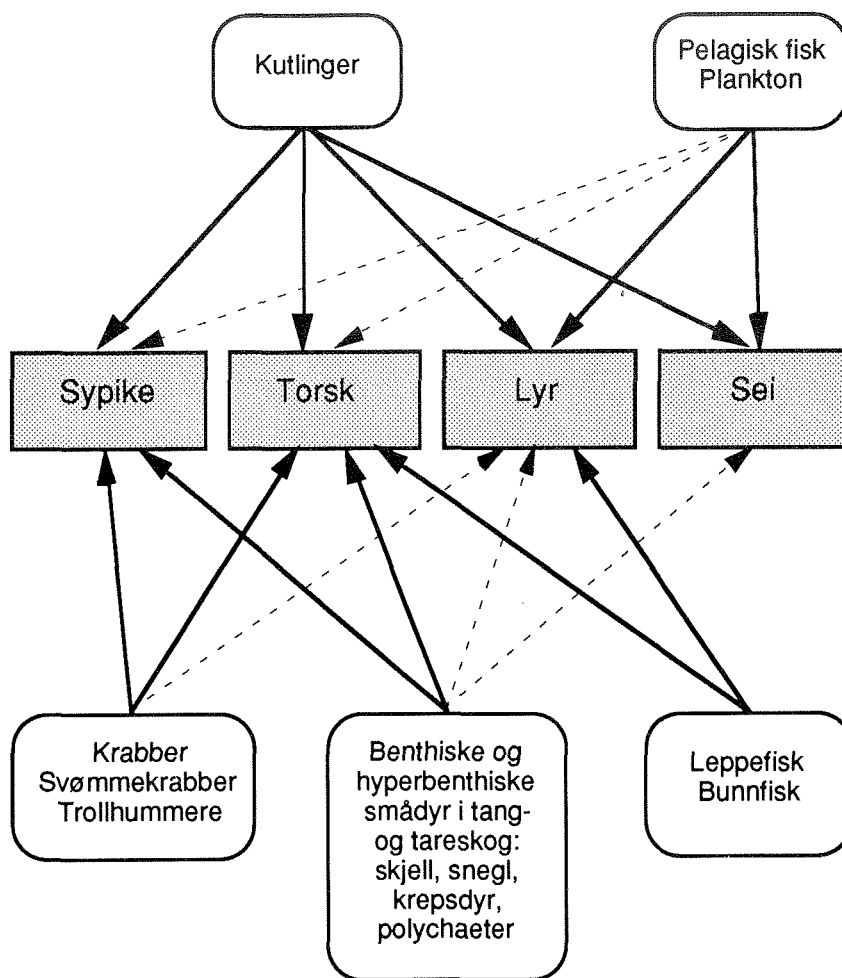 Kutlinger
Pelagisk fisk
Plankton
Sypike
Torsk
Lyr
Sei
Krabber
Svømmekrabber
Trollhummere
Benthiske og
hyperbenthiske
smådyr i tang-
og tareskog:
skjell, snegl,
krepsdyr,
polychaeter
Leppefisk
Bunnfisk